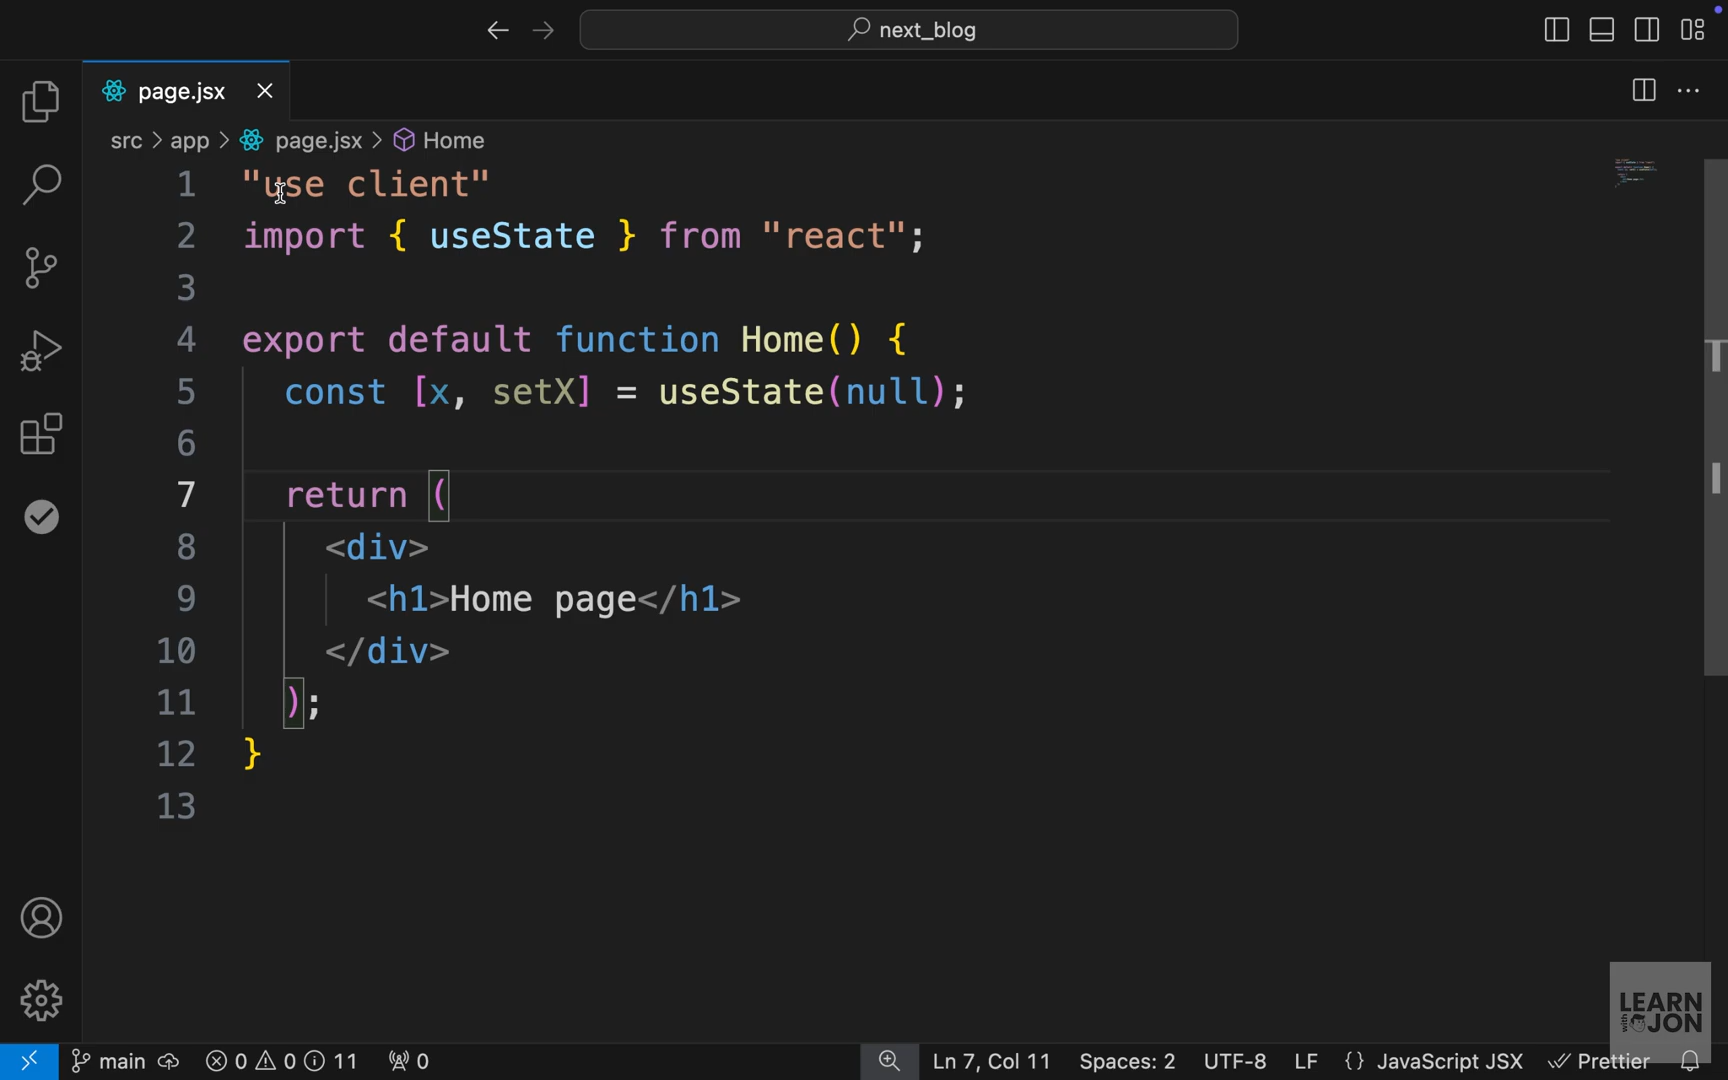 next_blog
page.jsx
src > app > page.jsx > Home
1 "use client"
2 import { useState } from "react";
3
4 export default function Home() {
5 const [x, setX] = useState(null);
6
7 return (
8 <div>
9 <h1>Home page</h1>
10 </div>
11 );
12 }
13
LEARN
with JON
main 0 0 11 0 Ln 7, Col 11 Spaces: 2 UTF-8 LF {} JavaScript JSX Prettier